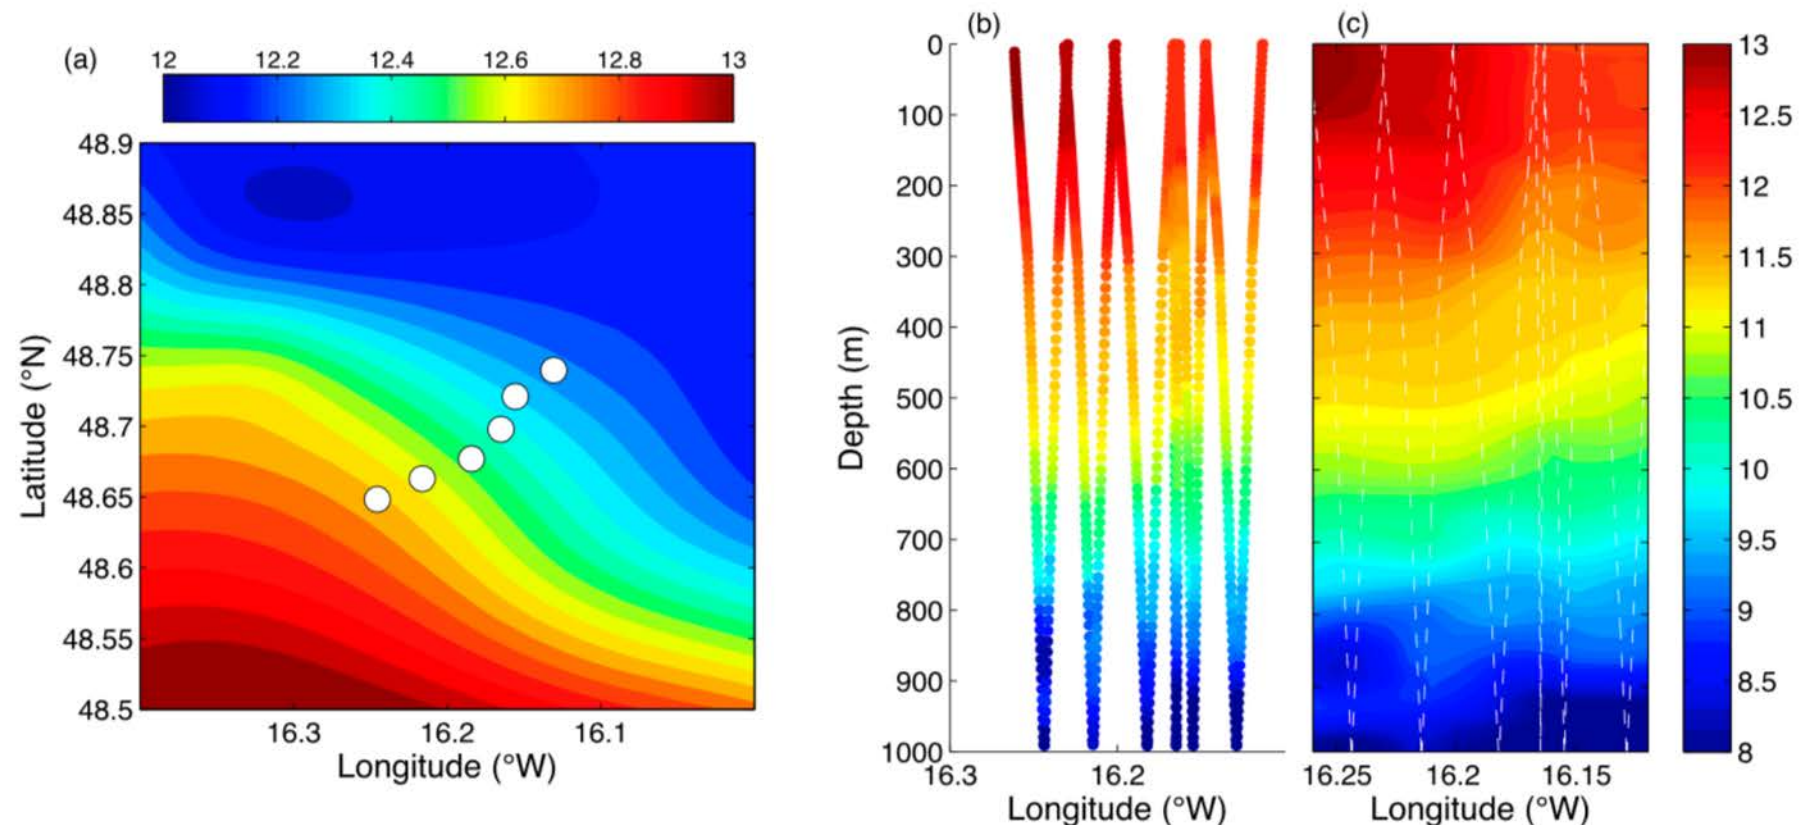 (a)
12 12.2 12.4 12.6 12.8 13
48.9
48.85
48.8
48.75
48.7
48.65
48.6
48.55
48.5
Latitude (°N)
16.3 16.2 16.1
Longitude (°W)
(b)
0
100
200
300
400
500
600
700
800
900
1000
Depth (m)
16.3 16.2
Longitude (°W)
(c)
16.25 16.2 16.15
Longitude (°W)
13
12.5
12
11.5
11
10.5
10
9.5
9
8.5
8